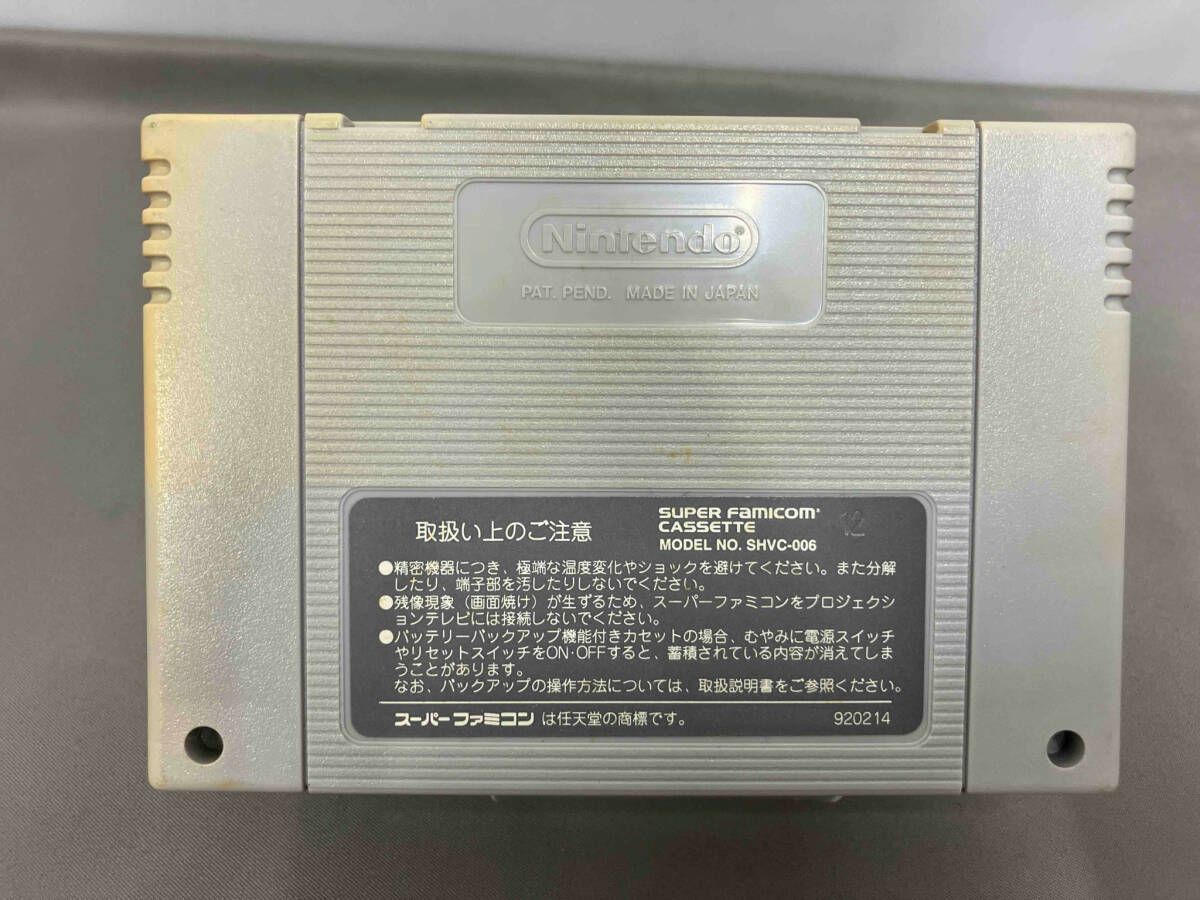 Nintendo®
PAT. PEND. MADE IN JAPAN
取扱い上のご注意
SUPER FAMICOM
CASSETTE
MODEL NO. SHVC-006
12
●精密機器につき、極端な温度変化やショックを避けてください。また分解
したり、端子部を汚したりしないでください。
●残像現象（画面焼け）が生ずるため、スーパーファミコンをプロジェクシ
ョンテレビには接続しないでください。
●バッテリーバックアップ機能付きカセットの場合、むやみに電源スイッチ
やリセットスイッチをON･OFFすると、蓄積されている内容が消えてしま
うことがあります。
なお、バックアップの操作方法については、取扱説明書をご参照ください。
スーパーファミコンは任天堂の商標です。
920214